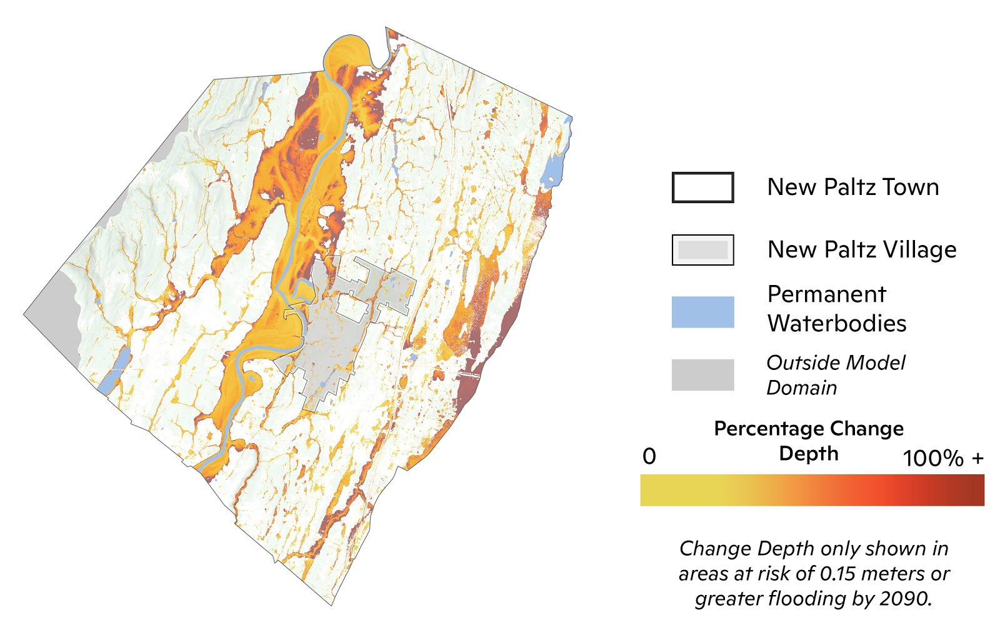 New Paltz Town
New Paltz Village
Permanent
Waterbodies
Outside Model
Domain
Percentage Change
Depth
0
100% +
Change Depth only shown in
areas at risk of 0.15 meters or
greater flooding by 2090.